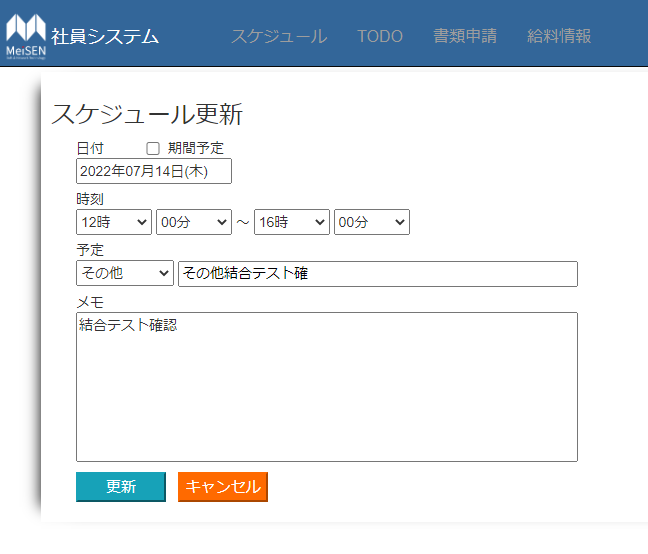 MeiSEN
社員システム スケジュール TODO 書類申請 給料情報
スケジュール更新
日付 期間予定
2022年07月14日(木)
時刻
12時 00分 ～ 16時 00分
予定
その他 その他結合テスト確
メモ
結合テスト確認
更新 キャンセル